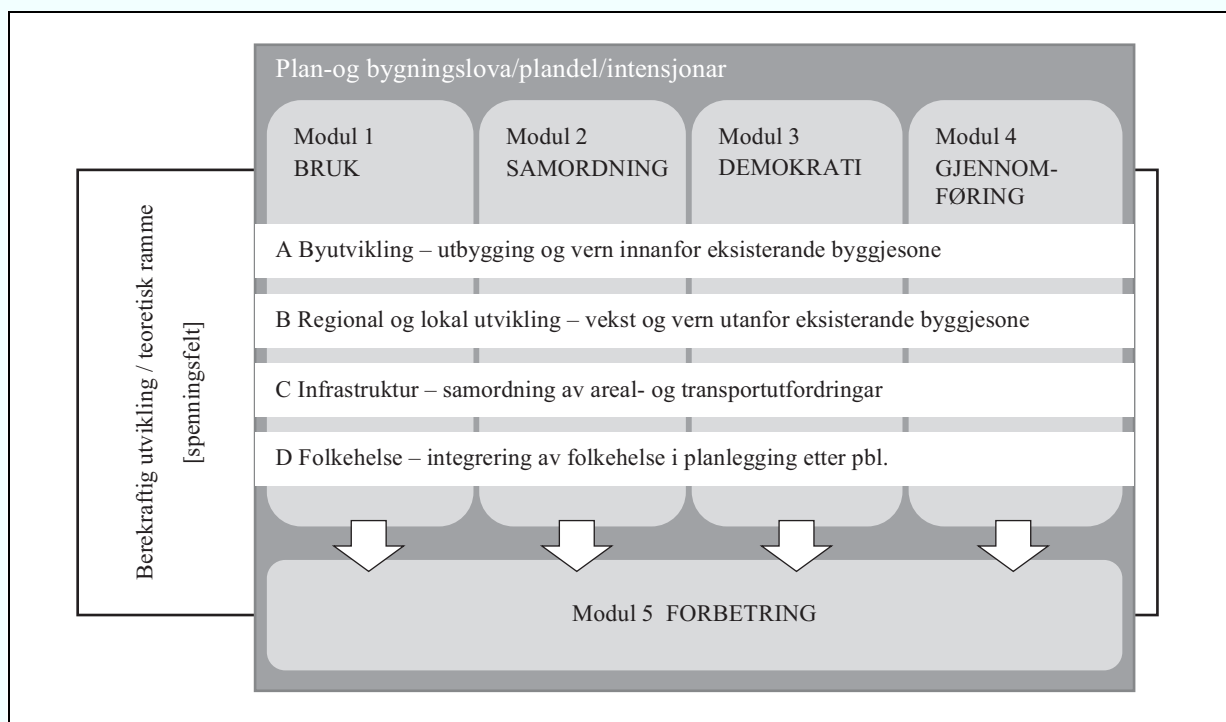 Plan-og bygningslova/plandel/intensjonar
Modul 1
BRUK
Modul 2
SAMORDNING
Modul 3
DEMOKRATI
Modul 4
GJENNOM-
FØRING
Berekraftig utvikling / teoretisk ramme
[spenningsfelt]
A Byutvikling – utbygging og vern innanfor eksisterande byggjesone
B Regional og lokal utvikling – vekst og vern utanfor eksisterande byggjesone
C Infrastruktur – samordning av areal- og transportutfordringar
D Folkehelse – integrering av folkehelse i planlegging etter pbl.
Modul 5 FORBETRING